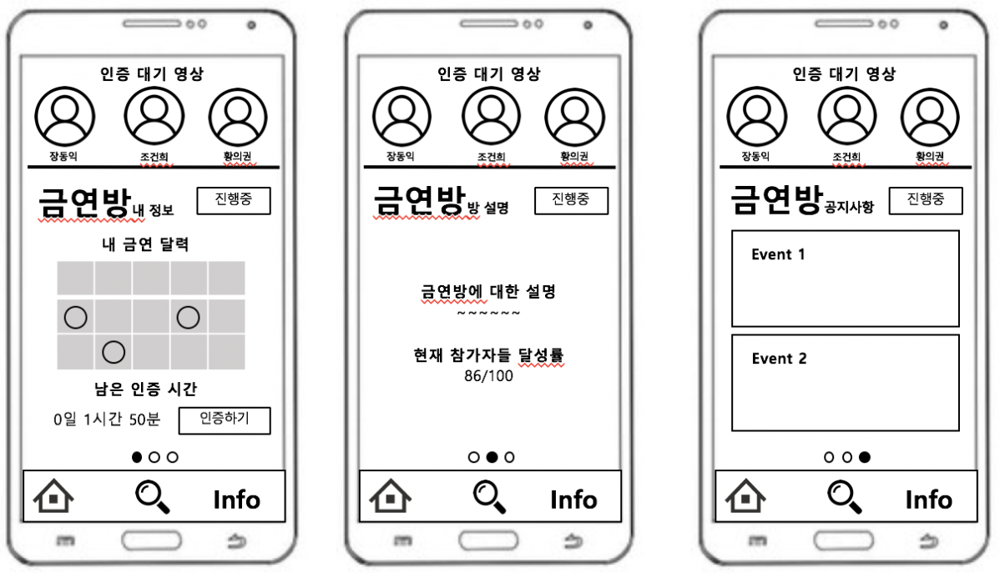 인증 대기 영상
장동익 조건희 황의권
금연방 내 정보 진행중
내 금연 달력
남은 인증 시간
0일 1시간 50분 인증하기
Info
인증 대기 영상
장동익 조건희 황의권
금연방 방 설명 진행중
금연방에 대한 설명
~~~~~~
현재 참가자들 달성률
86/100
Info
인증 대기 영상
장동익 조건희 황의권
금연방 공지사항 진행중
Event 1
Event 2
Info